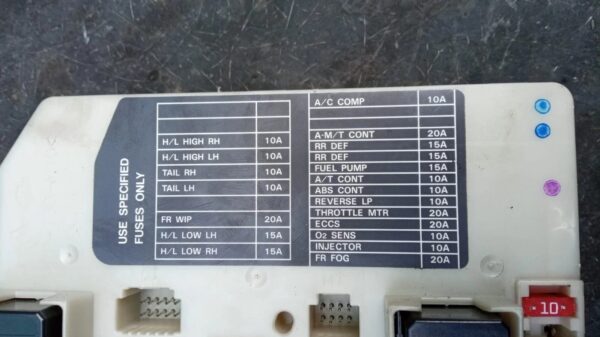 USE SPECIFIED
FUSES ONLY
H/L HIGH RH 10A
H/L HIGH LH 10A
TAIL RH 10A
TAIL LH 10A
FR WIP 20A
H/L LOW LH 15A
H/L LOW RH 15A
A/C COMP 10A
A·M/T CONT 20A
RR DEF 15A
RR DEF 15A
FUEL PUMP 15A
A/T CONT 10A
ABS CONT 10A
REVERSE LP 10A
THROTTLE MTR 20A
ECCS 20A
O2 SENS 10A
INJECTOR 10A
FR FOG 20A
10